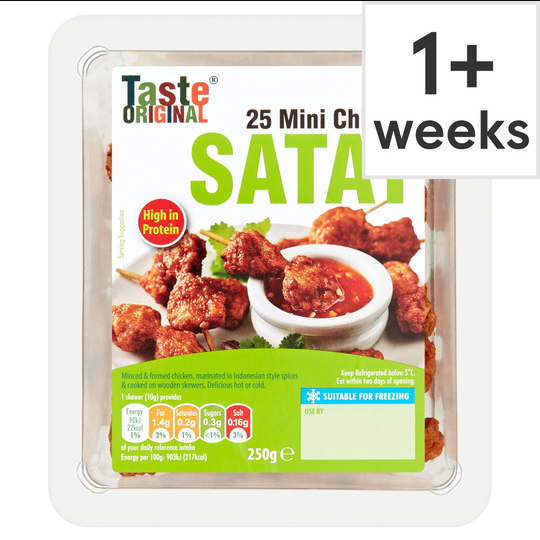 1+
weeks
Taste®
ORIGINAL
25 Mini Ch
SATAY
High in
Protein
Serving Suggestion
Minced & formed chicken, marinated in Indonesian style spices
& cooked on wooden skewers. Delicious hot or cold.
1 skewer (10g) provides
Energy
90kJ
22kcal
1%
Fat
1.4g
2%
Saturates
0.2g
1%
Sugars
0.3g
<1%
Salt
0.16g
3%
of your daily reference intake
Energy per 100g: 903kJ (217kcal)
Keep Refrigerated below 5°C.
Eat within two days of opening.
SUITABLE FOR FREEZING
USE BY
250g e